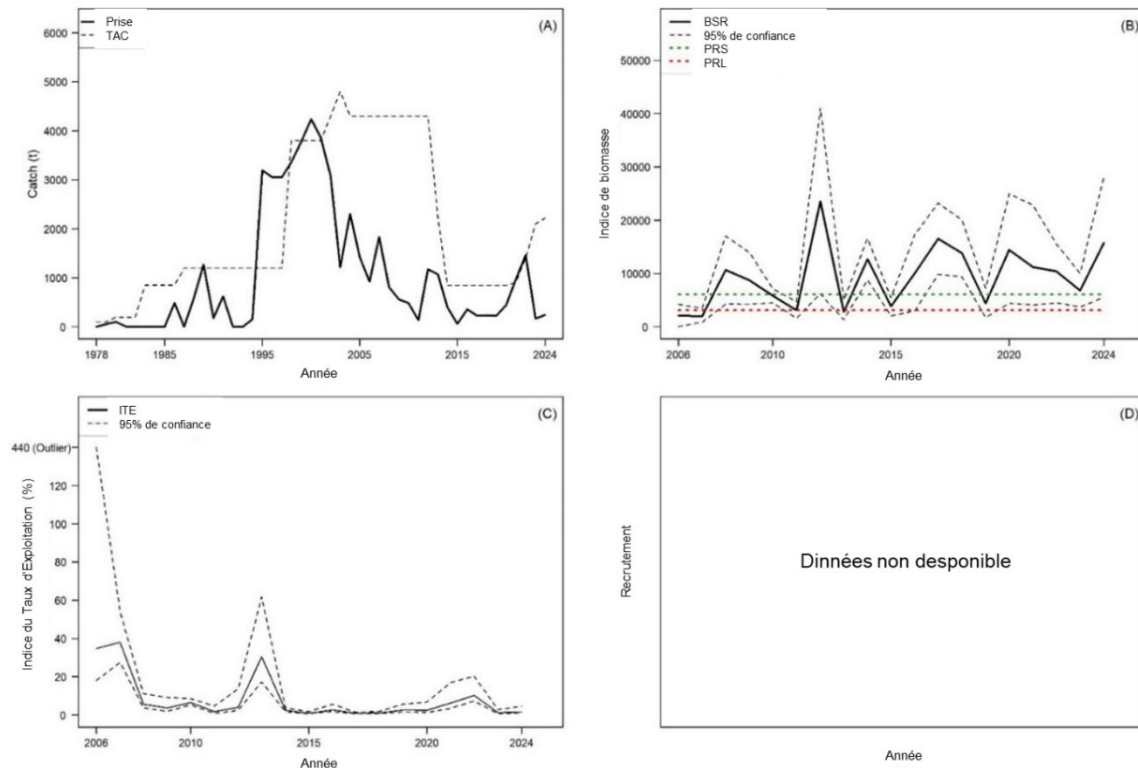 Prise
TAC
(A)
6000
5000
4000
3000
2000
1000
0
Catch (t)
1978
1985
1995
2005
2015
2024
Année
BSR
95% de confiance
PRS
PRL
(B)
50000
40000
30000
20000
10000
0
Indice de biomasse
2006
2010
2015
2020
2024
Année
ITE
95% de confiance
(C)
440 (Outlier)
120
100
80
60
40
20
0
Indice du Taux d'Exploitation (%)
2006
2010
2015
2020
2024
Année
(D)
Recrutement
Dinnées non desponible
Année